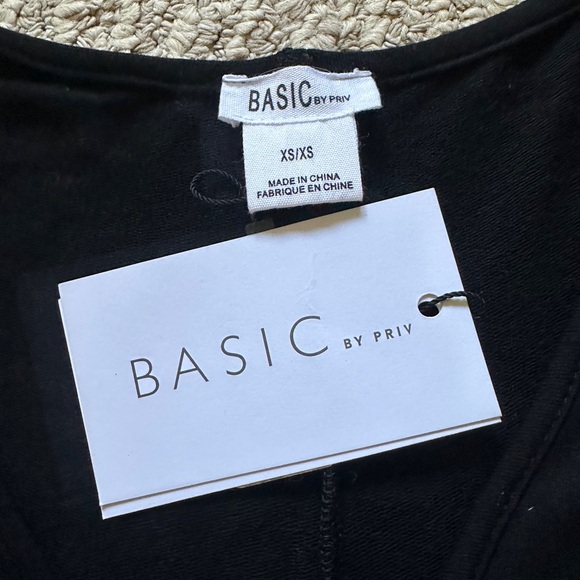 BASIC BY PRIV
XS/XS
MADE IN CHINA
FABRIQUE EN CHINE
BASIC BY PRIV